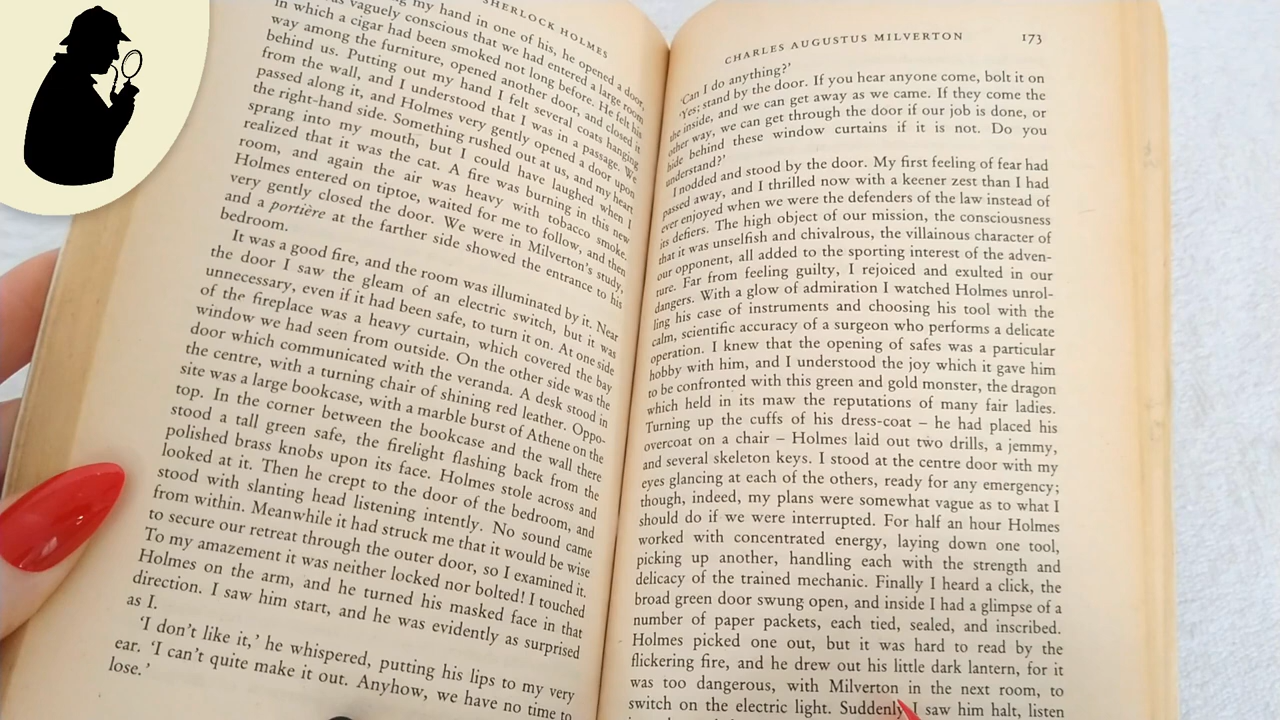 SHERLOCK HOLMES
my hand in one of his, he opened a door,
vaguely conscious that we had entered a large room
in which a cigar had been smoked not long before. He felt his
way among the furniture, opened another door, and closed it
behind us. Putting out my hand I felt several coats hanging
from the wall, and I understood that I was in a passage. We
passed along it, and Holmes very gently opened a door upon
the right-hand side. Something rushed out at us, and my heart
sprang into my mouth, but I could have laughed when I
realized that it was the cat. A fire was burning in this new
room, and again the air was heavy with tobacco smoke.
Holmes entered on tiptoe, waited for me to follow, and then
very gently closed the door. We were in Milverton's study,
and a portière at the farther side showed the entrance to his
bedroom.
It was a good fire, and the room was illuminated by it. Near
the door I saw the gleam of an electric switch, but it was
unnecessary, even if it had been safe, to turn it on. At one side
of the fireplace was a heavy curtain, which covered the bay
window we had seen from outside. On the other side was the
door which communicated with the veranda. A desk stood in
the centre, with a turning chair of shining red leather. Oppo-
site was a large bookcase, with a marble burst of Athene on the
top. In the corner between the bookcase and the wall there
stood a tall green safe, the firelight flashing back from the
polished brass knobs upon its face. Holmes stole across and
looked at it. Then he crept to the door of the bedroom, and
stood with slanting head listening intently. No sound came
from within. Meanwhile it had struck me that it would be wise
to secure our retreat through the outer door, so I examined it.
To my amazement it was neither locked nor bolted! I touched
Holmes on the arm, and he turned his masked face in that
direction. I saw him start, and he was evidently as surprised
as I.
'I don't like it,' he whispered, putting his lips to my very
ear. 'I can't quite make it out. Anyhow, we have no time to
lose.'
CHARLES AUGUSTUS MILVERTON 173
'Can I do anything?'
'Yes; stand by the door. If you hear anyone come, bolt it on
the inside, and we can get away as we came. If they come the
other way, we can get through the door if our job is done, or
hide behind these window curtains if it is not. Do you
understand?'
I nodded and stood by the door. My first feeling of fear had
passed away, and I thrilled now with a keener zest than I had
ever enjoyed when we were the defenders of the law instead of
its defiers. The high object of our mission, the consciousness
that it was unselfish and chivalrous, the villainous character of
our opponent, all added to the sporting interest of the adven-
ture. Far from feeling guilty, I rejoiced and exulted in our
dangers. With a glow of admiration I watched Holmes unrol-
ling his case of instruments and choosing his tool with the
calm, scientific accuracy of a surgeon who performs a delicate
operation. I knew that the opening of safes was a particular
hobby with him, and I understood the joy which it gave him
to be confronted with this green and gold monster, the dragon
which held in its maw the reputations of many fair ladies.
Turning up the cuffs of his dress-coat – he had placed his
overcoat on a chair – Holmes laid out two drills, a jemmy,
and several skeleton keys. I stood at the centre door with my
eyes glancing at each of the others, ready for any emergency;
though, indeed, my plans were somewhat vague as to what I
should do if we were interrupted. For half an hour Holmes
worked with concentrated energy, laying down one tool,
picking up another, handling each with the strength and
delicacy of the trained mechanic. Finally I heard a click, the
broad green door swung open, and inside I had a glimpse of a
number of paper packets, each tied, sealed, and inscribed.
Holmes picked one out, but it was hard to read by the
flickering fire, and he drew out his little dark lantern, for it
was too dangerous, with Milverton in the next room, to
switch on the electric light. Suddenly I saw him halt, listen